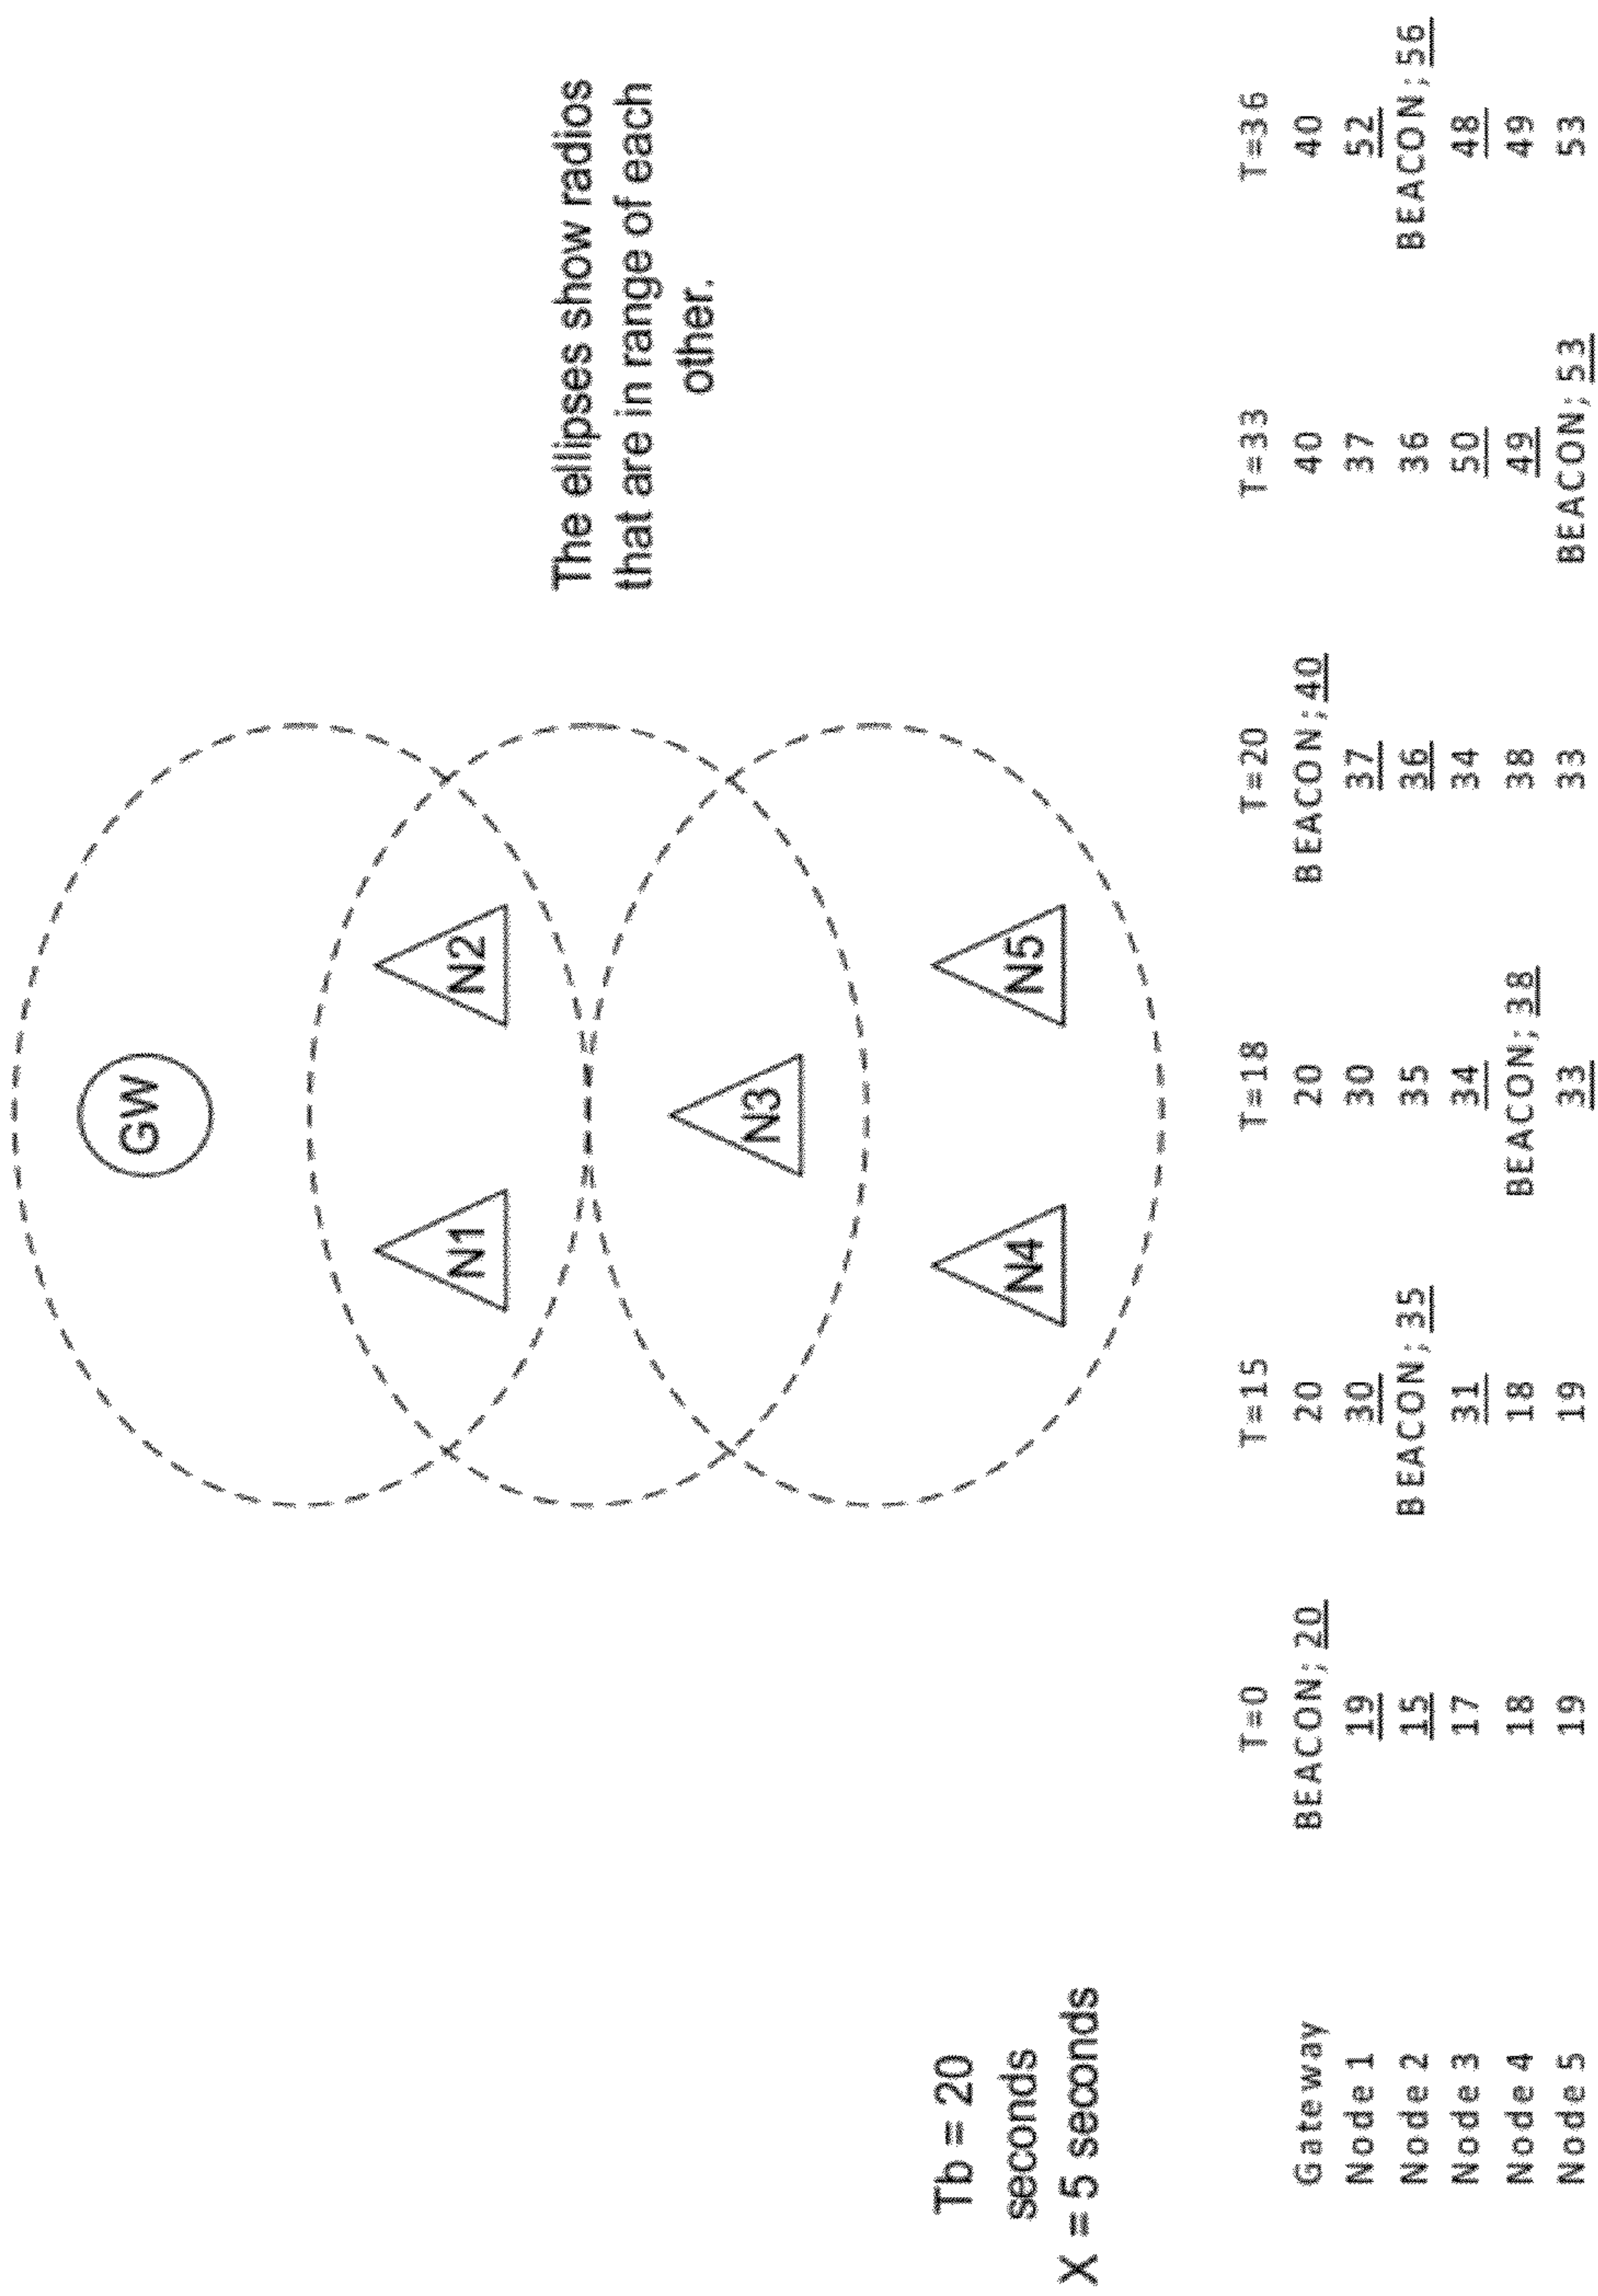 GW
N1
N2
N3
N4
N5
The ellipses show radios
that are in range of each
other.
Tb = 20
seconds
X = 5 seconds
T=0 T=15 T=18 T=20 T=33 T=36
Gateway BEACON; 20 20 20 BEACON; 40 40 40
Node 1 19 30 30 37 37 52
Node 2 15 BEACON; 35 35 36 36 BEACON; 56
Node 3 17 31 34 34 50 48
Node 4 18 18 BEACON; 38 38 49 49
Node 5 19 19 33 33 BEACON; 53 53